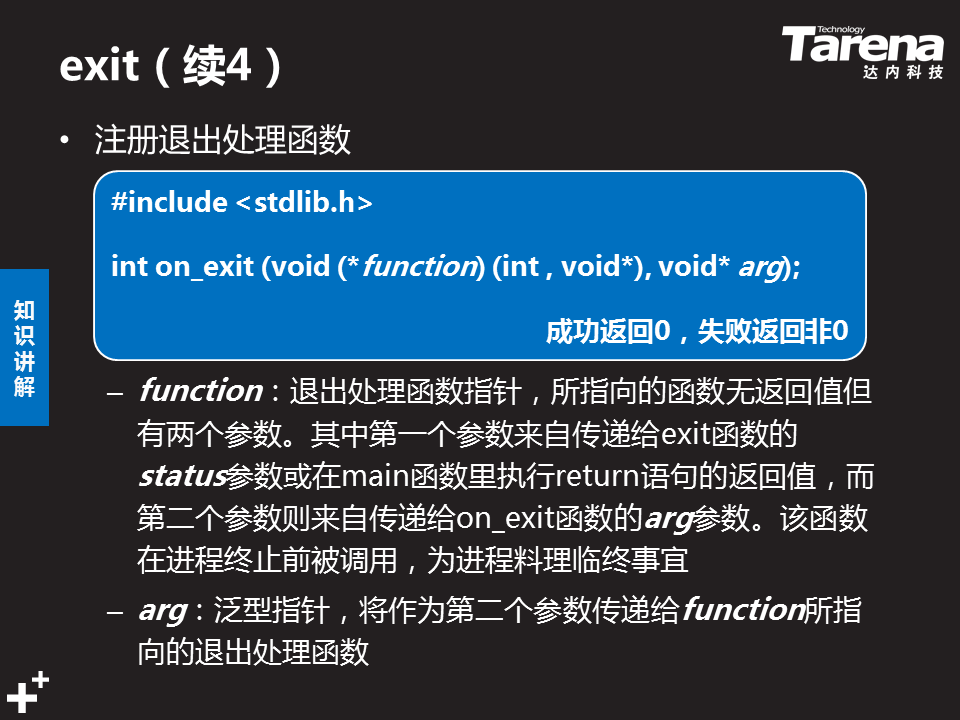 exit（续4）
Technology
Tarena
达内科技
• 注册退出处理函数
#include <stdlib.h>
int on_exit (void (*function) (int , void*), void* arg);
成功返回0，失败返回非0
知
识
讲
解
– function：退出处理函数指针，所指向的函数无返回值但
有两个参数。其中第一个参数来自传递给exit函数的
status参数或在main函数里执行return语句的返回值，而
第二个参数则来自传递给on_exit函数的arg参数。该函数
在进程终止前被调用，为进程料理临终事宜
– arg：泛型指针，将作为第二个参数传递给function所指
向的退出处理函数